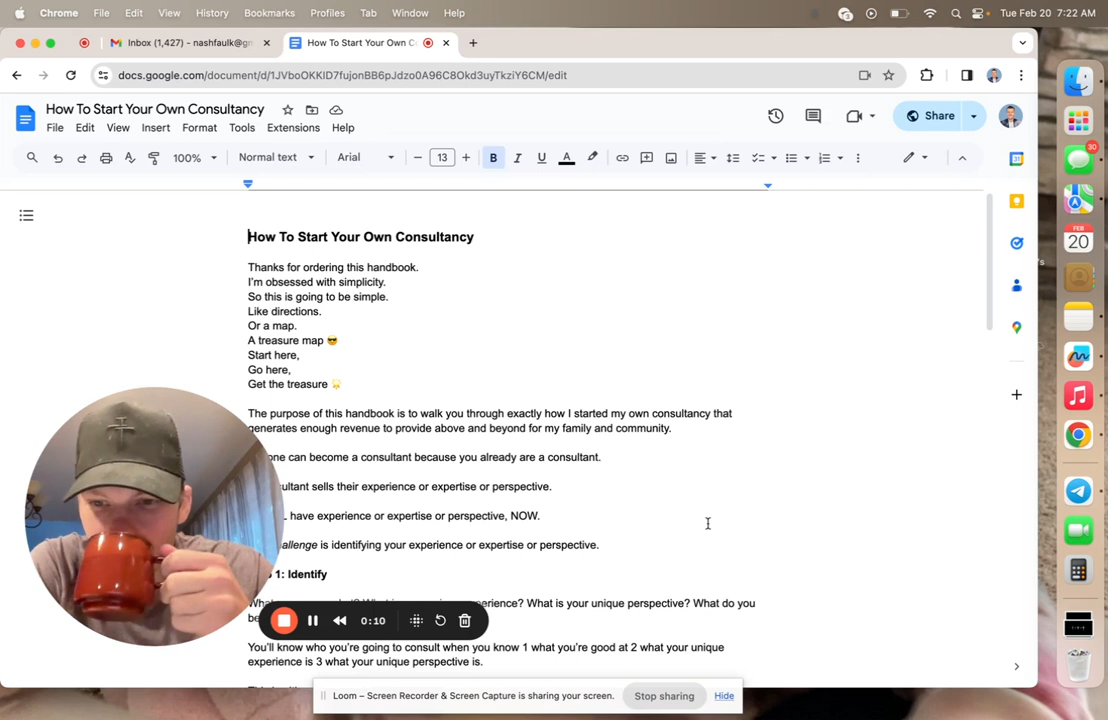 Chrome File Edit View History Bookmarks Profiles Tab Window Help Tue Feb 20 7:22 AM
Inbox (1,427) - nashfaulk@gm
How To Start Your Own C
docs.google.com/document/d/1JVboOKKID7fujonBB6pJdzo0A96C8Okd3uyTkziY6CM/edit
How To Start Your Own Consultancy
File Edit View Insert Format Tools Extensions Help
Share
100% Normal text Arial 13 B I U A
30
FEB
20
How To Start Your Own Consultancy
Thanks for ordering this handbook.
I'm obsessed with simplicity.
So this is going to be simple.
Like directions.
Or a map.
A treasure map 😎
Start here,
Go here,
Get the treasure
The purpose of this handbook is to walk you through exactly how I started my own consultancy that
generates enough revenue to provide above and beyond for my family and community.
one can become a consultant because you already are a consultant.
ultant sells their experience or expertise or perspective.
have experience or expertise or perspective, NOW.
allenge is identifying your experience or expertise or perspective.
1: Identify
erience? What is your unique perspective? What do you
0:10
You'll know who you're going to consult when you know 1 what you're good at 2 what your unique
experience is 3 what your unique perspective is.
Loom – Screen Recorder & Screen Capture is sharing your screen. Stop sharing Hide